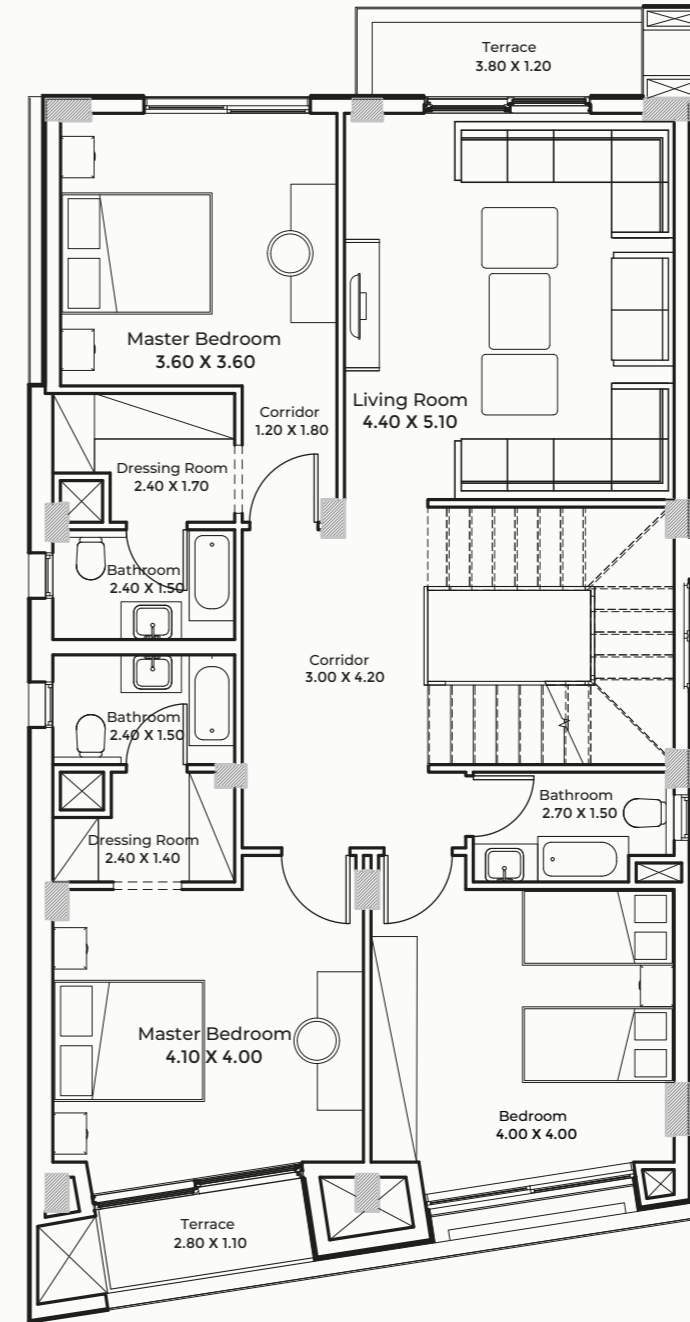 Terrace
3.80 X 1.20
Master Bedroom
3.60 X 3.60
Living Room
4.40 X 5.10
Corridor
1.20 X 1.80
Dressing Room
2.40 X 1.70
Bathroom
2.40 X 1.50
Corridor
3.00 X 4.20
Bathroom
2.40 X 1.50
Bathroom
2.70 X 1.50
Dressing Room
2.40 X 1.40
Master Bedroom
4.10 X 4.00
Bedroom
4.00 X 4.00
Terrace
2.80 X 1.10